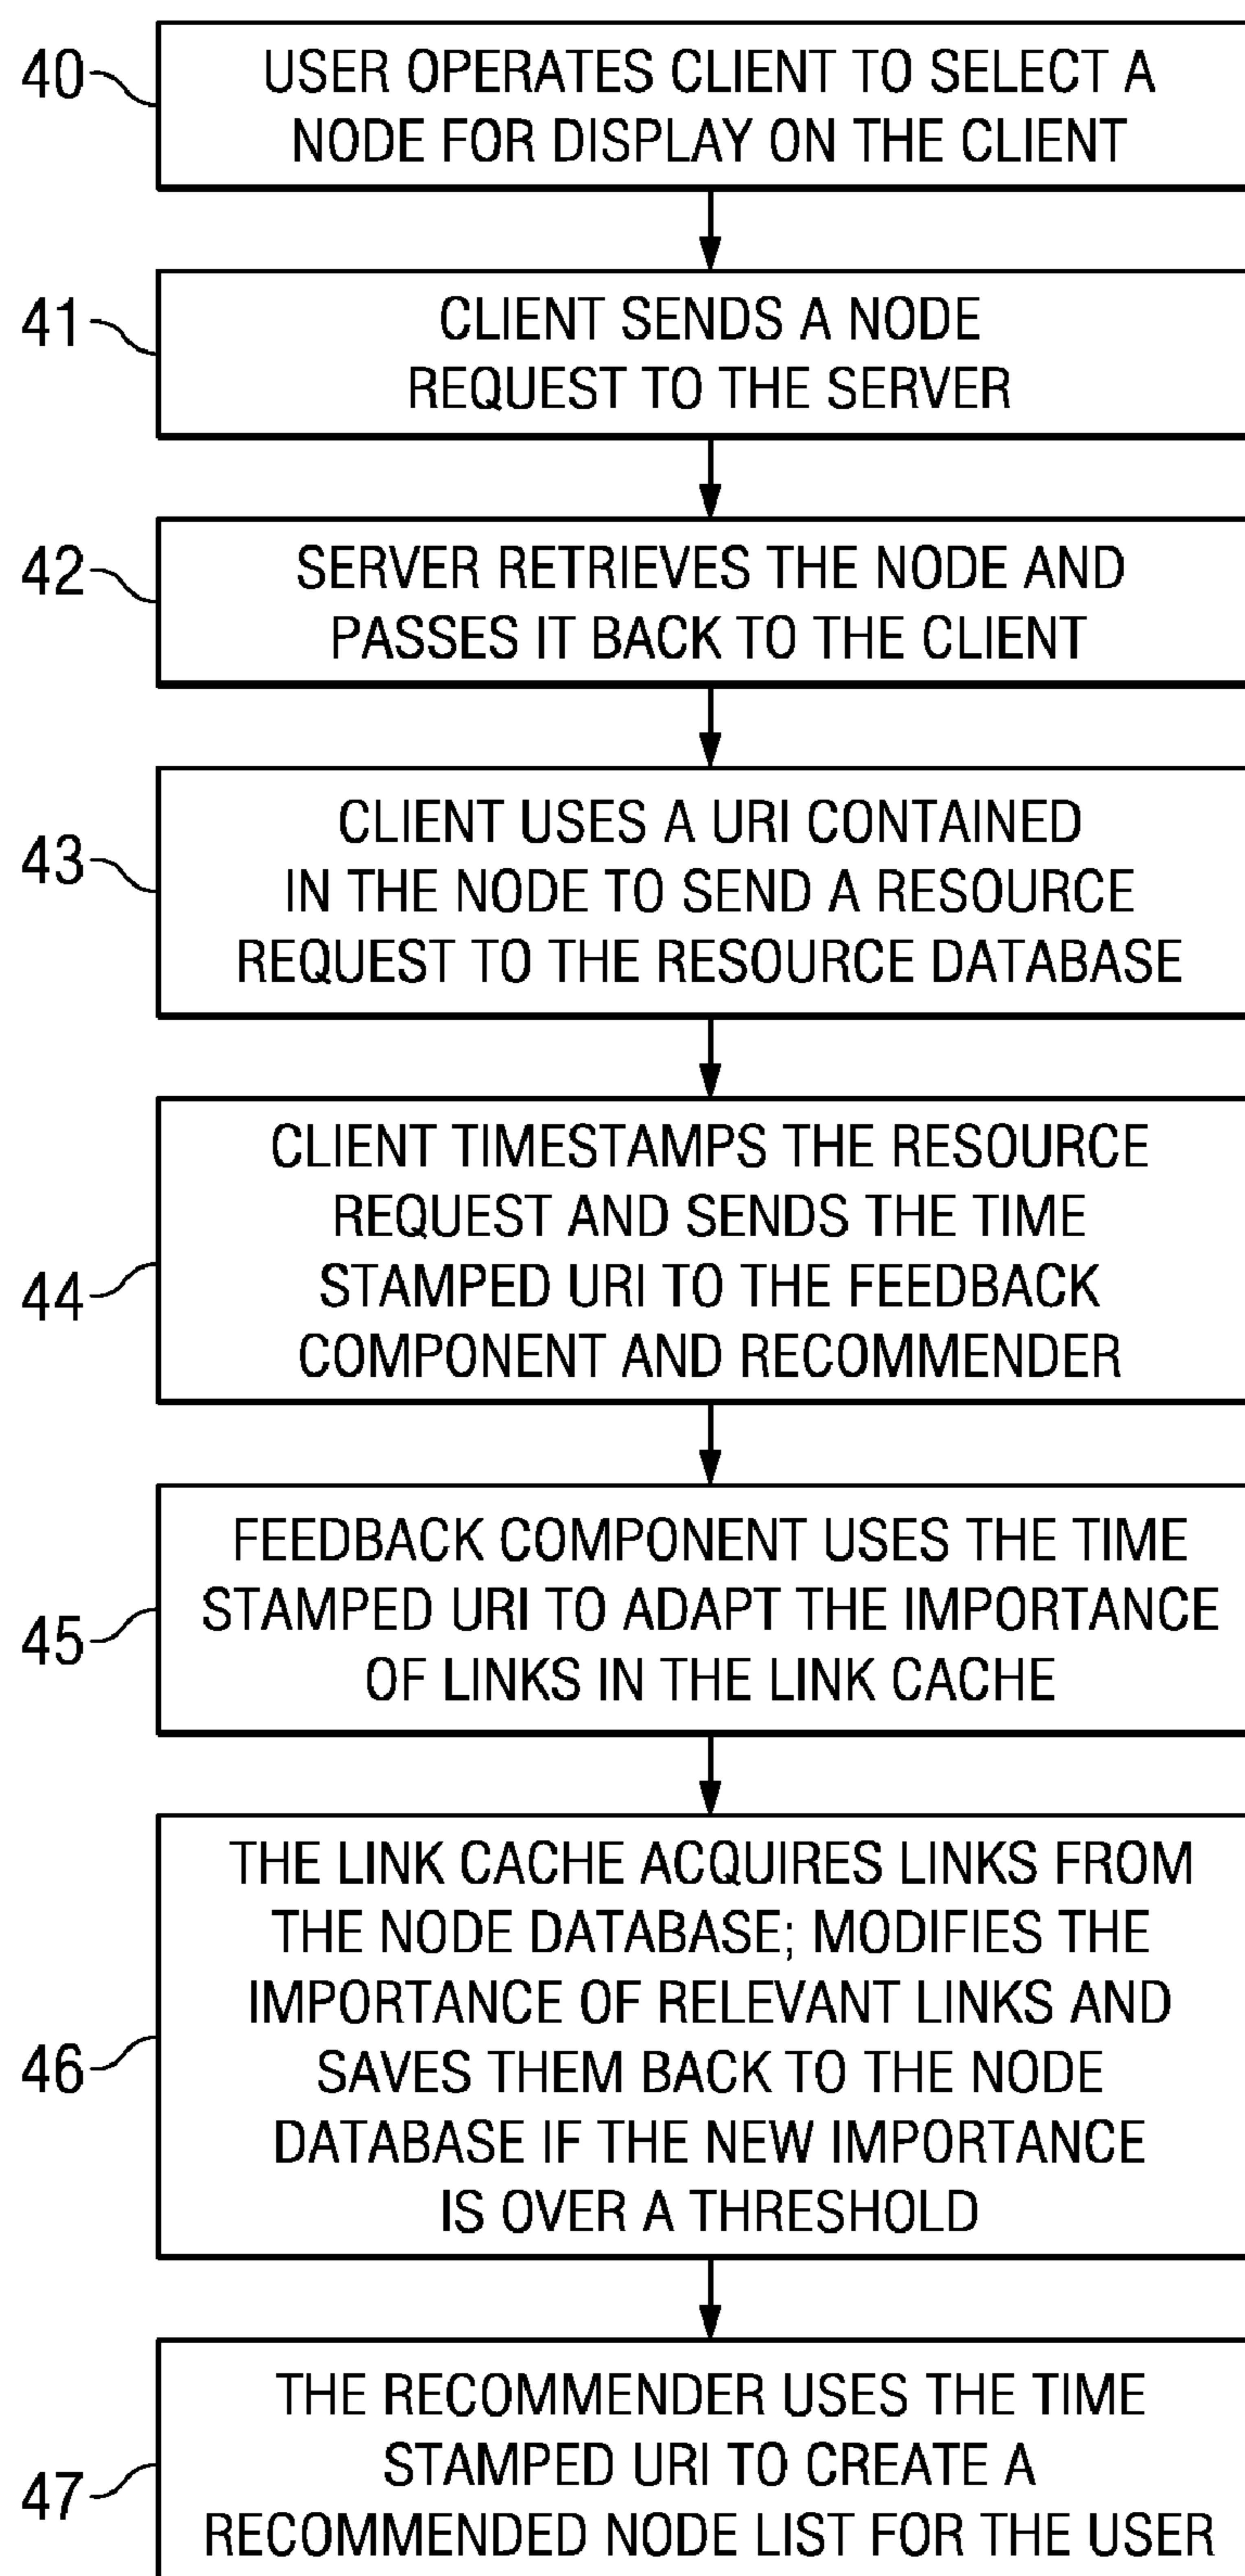 40
USER OPERATES CLIENT TO SELECT A
NODE FOR DISPLAY ON THE CLIENT
41
CLIENT SENDS A NODE
REQUEST TO THE SERVER
42
SERVER RETRIEVES THE NODE AND
PASSES IT BACK TO THE CLIENT
43
CLIENT USES A URI CONTAINED
IN THE NODE TO SEND A RESOURCE
REQUEST TO THE RESOURCE DATABASE
44
CLIENT TIMESTAMPS THE RESOURCE
REQUEST AND SENDS THE TIME
STAMPED URI TO THE FEEDBACK
COMPONENT AND RECOMMENDER
45
FEEDBACK COMPONENT USES THE TIME
STAMPED URI TO ADAPT THE IMPORTANCE
OF LINKS IN THE LINK CACHE
46
THE LINK CACHE ACQUIRES LINKS FROM
THE NODE DATABASE; MODIFIES THE
IMPORTANCE OF RELEVANT LINKS AND
SAVES THEM BACK TO THE NODE
DATABASE IF THE NEW IMPORTANCE
IS OVER A THRESHOLD
47
THE RECOMMENDER USES THE TIME
STAMPED URI TO CREATE A
RECOMMENDED NODE LIST FOR THE USER